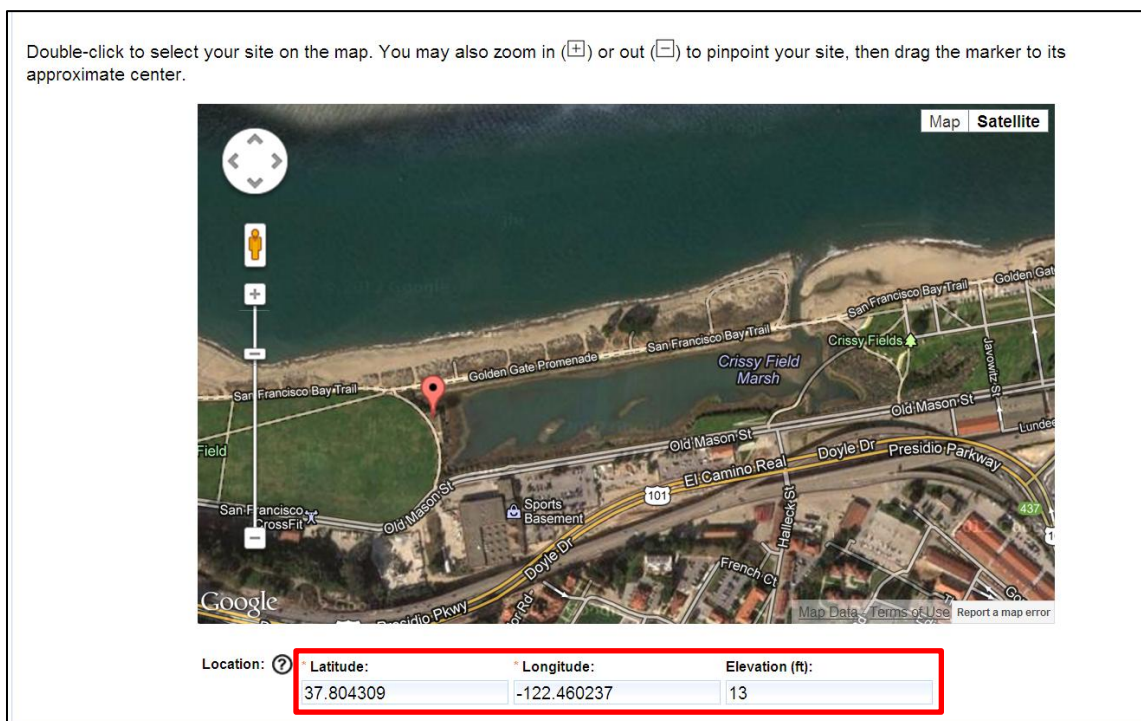 Double-click to select your site on the map. You may also zoom in (+) or out (−) to pinpoint your site, then drag the marker to its
approximate center.
Map Satellite
Golden Gat
San Francisco Bay Trail
San Francisco Bay Trail
Crissy Fields
Golden Gate Promenade
Crissy Field
Marsh
Javowitz St
San Francisco Bay Trail
Old Mason St
Lundee
Old Mason St
Doyle Dr
Presidio Parkway
Field
El Camino Real
101
437
San Francisco
CrossFit
Old Mason St
Sports
Basement
Halleck St
Doyle Dr
French Ct
Google
Presidio Pkwy
Map Data - Terms of Use
Report a map error
Location: ? * Latitude: * Longitude: Elevation (ft):
37.804309 -122.460237 13